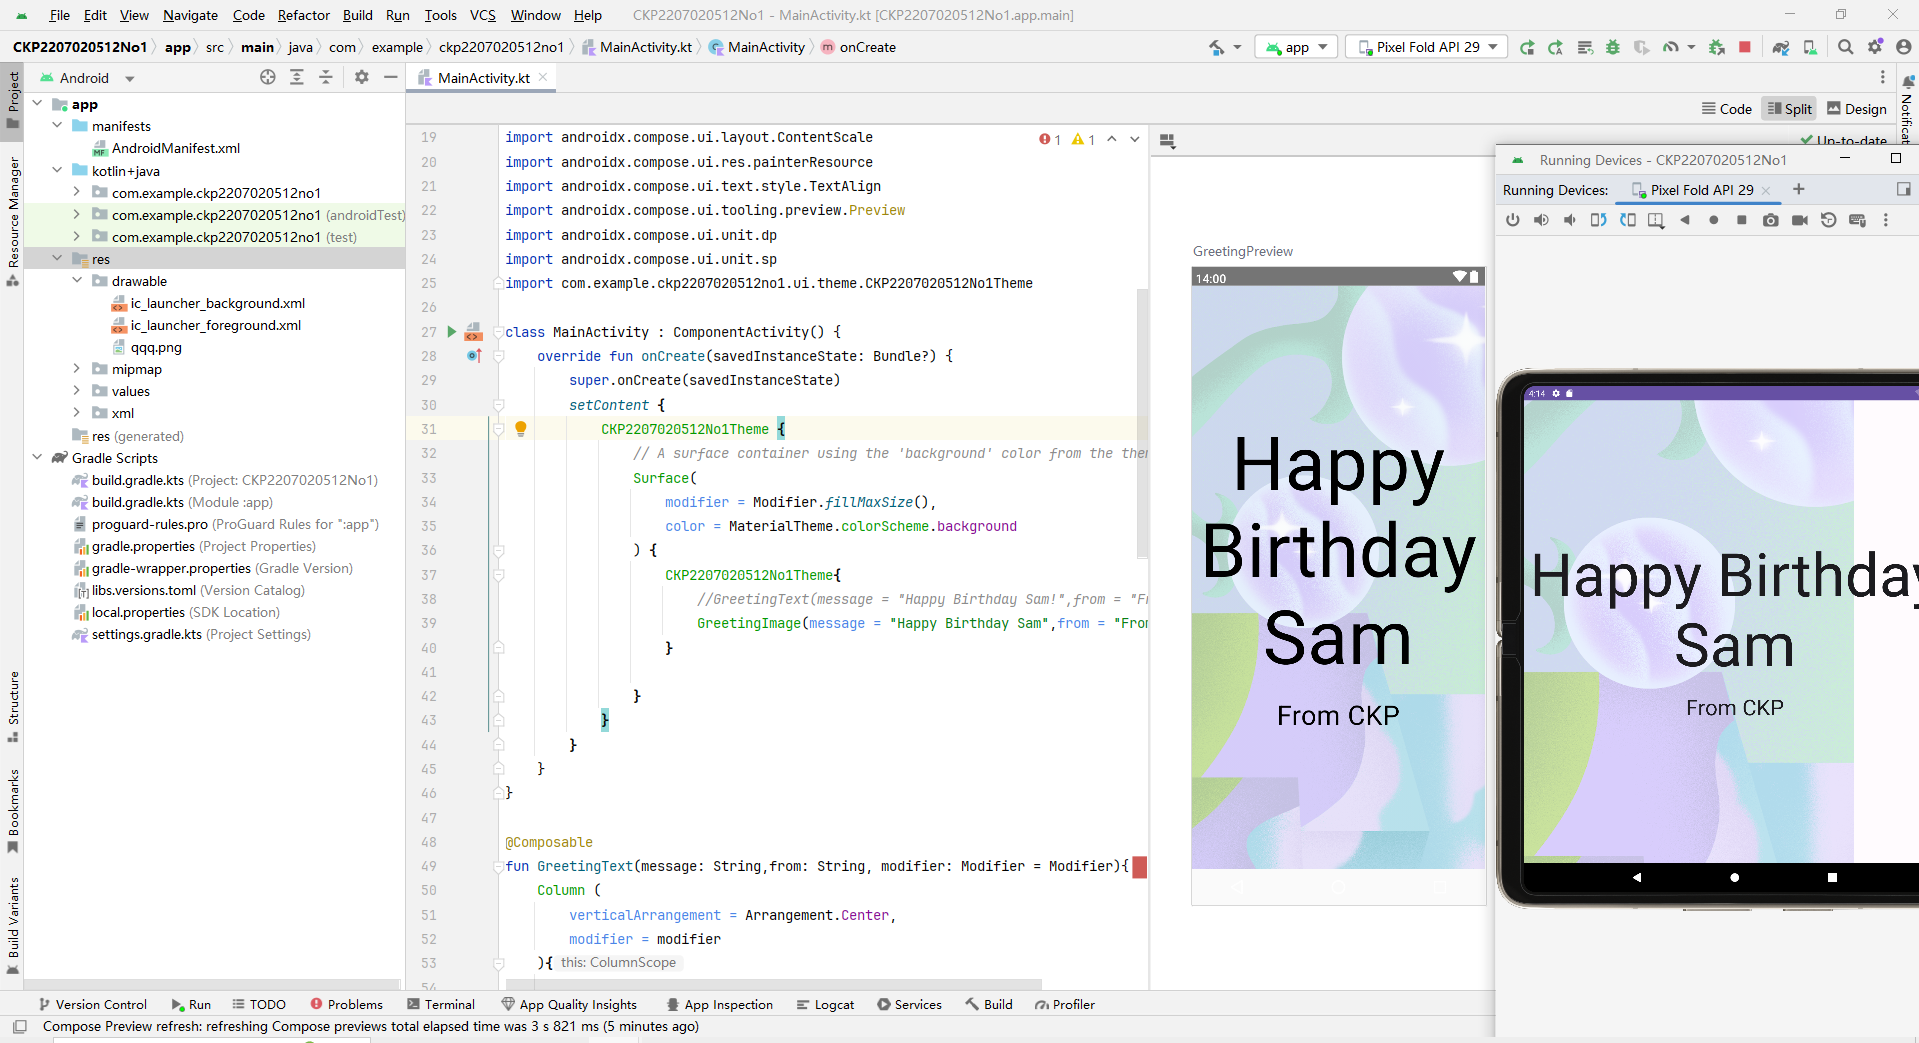 File Edit View Navigate Code Refactor Build Run Tools VCS Window Help CKP2207020512No1 - MainActivity.kt [CKP2207020512No1.app.main]
CKP2207020512No1 app src main java com example ckp2207020512no1 MainActivity.kt MainActivity onCreate
app Pixel Fold API 29
Project
Resource Manager
Structure
Bookmarks
Build Variants
Android
app
manifests
AndroidManifest.xml
kotlin+java
com.example.ckp2207020512no1
com.example.ckp2207020512no1 (androidTest)
com.example.ckp2207020512no1 (test)
res
drawable
ic_launcher_background.xml
ic_launcher_foreground.xml
qqq.png
mipmap
values
xml
res (generated)
Gradle Scripts
build.gradle.kts (Project: CKP2207020512No1)
build.gradle.kts (Module :app)
proguard-rules.pro (ProGuard Rules for ":app")
gradle.properties (Project Properties)
gradle-wrapper.properties (Gradle Version)
libs.versions.toml (Version Catalog)
local.properties (SDK Location)
settings.gradle.kts (Project Settings)
MainActivity.kt
Code Split Design
1 1
19 import androidx.compose.ui.layout.ContentScale
20 import androidx.compose.ui.res.painterResource
21 import androidx.compose.ui.text.style.TextAlign
22 import androidx.compose.ui.tooling.preview.Preview
23 import androidx.compose.ui.unit.dp
24 import androidx.compose.ui.unit.sp
25 import com.example.ckp2207020512no1.ui.theme.CKP2207020512No1Theme
26
27 class MainActivity : ComponentActivity() {
28 override fun onCreate(savedInstanceState: Bundle?) {
29 super.onCreate(savedInstanceState)
30 setContent {
31 CKP2207020512No1Theme {
32 // A surface container using the 'background' color from the the
33 Surface(
34 modifier = Modifier.fillMaxSize(),
35 color = MaterialTheme.colorScheme.background
36 ) {
37 CKP2207020512No1Theme{
38 //GreetingText(message = "Happy Birthday Sam!",from = "Fr
39 GreetingImage(message = "Happy Birthday Sam",from = "From
40 }
41
42 }
43 }
44 }
45 }
46 }
47
48 @Composable
49 fun GreetingText(message: String,from: String, modifier: Modifier = Modifier){
50 Column (
51 verticalArrangement = Arrangement.Center,
52 modifier = modifier
53 ){ this: ColumnScope
54
Up-to-date
GreetingPreview
14:00
Happy
Birthday
Sam
From CKP
Notificat
Running Devices - CKP2207020512No1
Running Devices: Pixel Fold API 29
4:14
Happy Birthday
Sam
From CKP
Version Control Run TODO Problems Terminal App Quality Insights App Inspection Logcat Services Build Profiler
Compose Preview refresh: refreshing Compose previews total elapsed time was 3 s 821 ms (5 minutes ago)